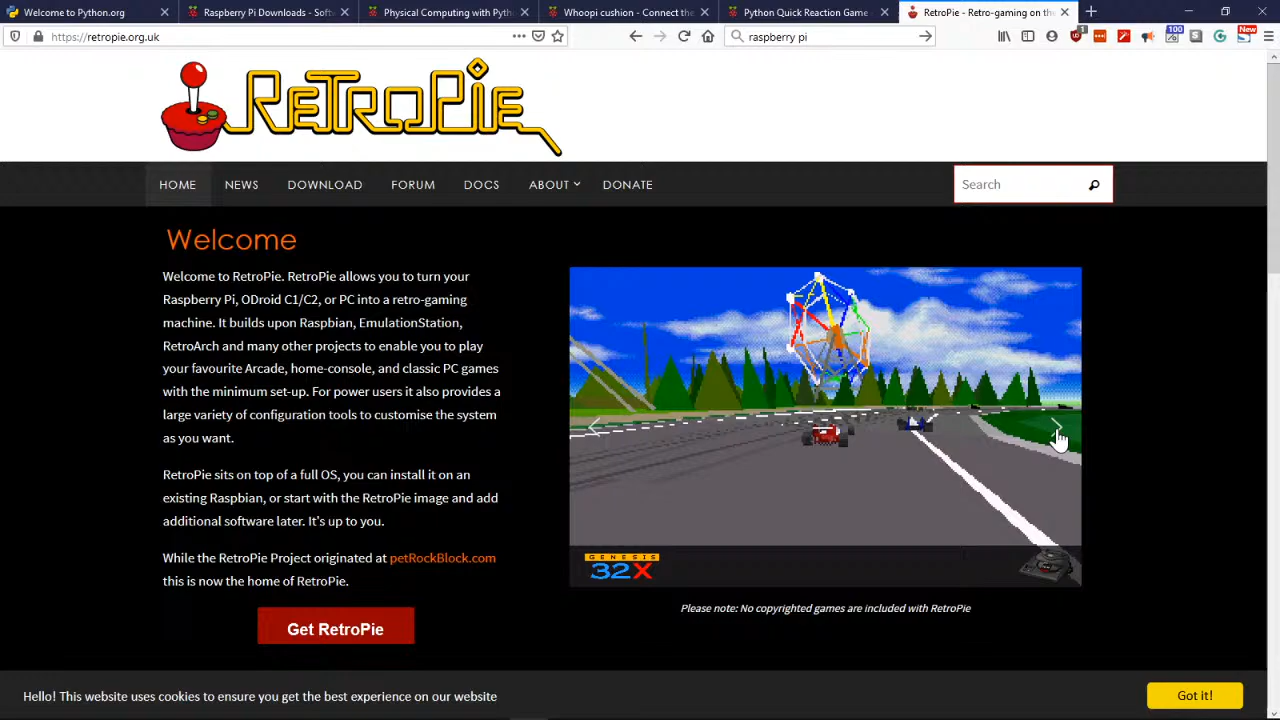 Welcome to Python.org
Raspberry Pi Downloads - Soft
Physical Computing with Pytho
Whoopi cushion - Connect the
Python Quick Reaction Game
RetroPie - Retro-gaming on the
https://retropie.org.uk
raspberry pi
1
100
New
RETROPIE
HOME NEWS DOWNLOAD FORUM DOCS ABOUT DONATE
Search
Welcome
Welcome to RetroPie. RetroPie allows you to turn your
Raspberry Pi, ODroid C1/C2, or PC into a retro-gaming
machine. It builds upon Raspbian, EmulationStation,
RetroArch and many other projects to enable you to play
your favourite Arcade, home-console, and classic PC games
with the minimum set-up. For power users it also provides a
large variety of configuration tools to customise the system
as you want.
RetroPie sits on top of a full OS, you can install it on an
existing Raspbian, or start with the RetroPie image and add
additional software later. It's up to you.
While the RetroPie Project originated at petRockBlock.com
this is now the home of RetroPie.
Get RetroPie
GENESIS
32X
Please note: No copyrighted games are included with RetroPie
Hello! This website uses cookies to ensure you get the best experience on our website
Got it!